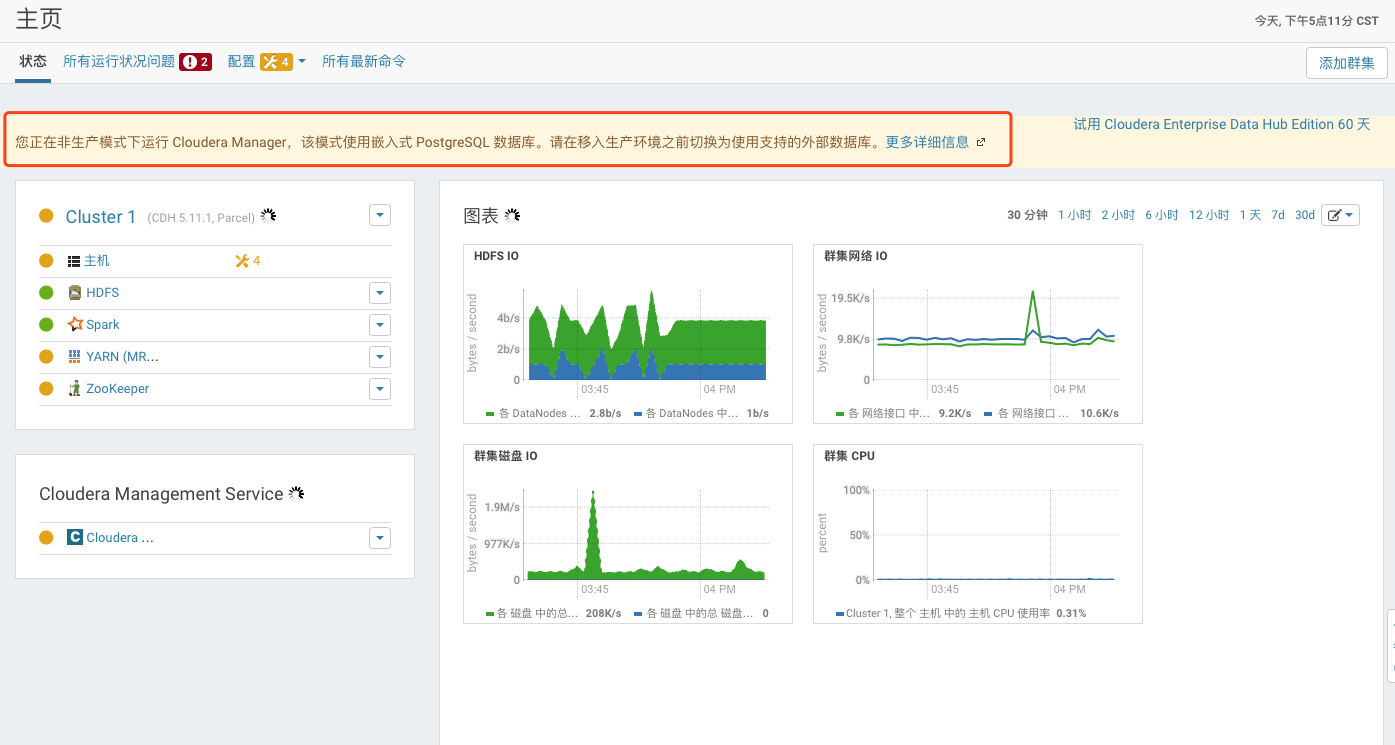 主页
今天, 下午5点11分 CST
状态 所有运行状况问题 2 配置 4 所有最新命令
添加群集
您正在非生产模式下运行 Cloudera Manager，该模式使用嵌入式 PostgreSQL 数据库。请在移入生产环境之前切换为使用支持的外部数据库。更多详细信息
试用 Cloudera Enterprise Data Hub Edition 60 天
Cluster 1 (CDH 5.11.1, Parcel)
主机 4
HDFS
Spark
YARN (MR...
ZooKeeper
Cloudera Management Service
C Cloudera ...
图表
30 分钟 1 小时 2 小时 6 小时 12 小时 1 天 7d 30d
HDFS IO
bytes / second
4b/s
2b/s
0
03:45 04 PM
各 DataNodes ... 2.8b/s 各 DataNodes 中... 1b/s
群集网络 IO
bytes / second
19.5K/s
9.8K/s
0
03:45 04 PM
各 网络接口 中... 9.2K/s 各 网络接口 ... 10.6K/s
群集磁盘 IO
bytes / second
1.9M/s
977K/s
0
03:45 04 PM
各 磁盘 中的总... 208K/s 各 磁盘 中的总 磁盘... 0
群集 CPU
percent
100%
50%
0%
03:45 04 PM
Cluster 1, 整个 主机 中的 主机 CPU 使用率 0.31%